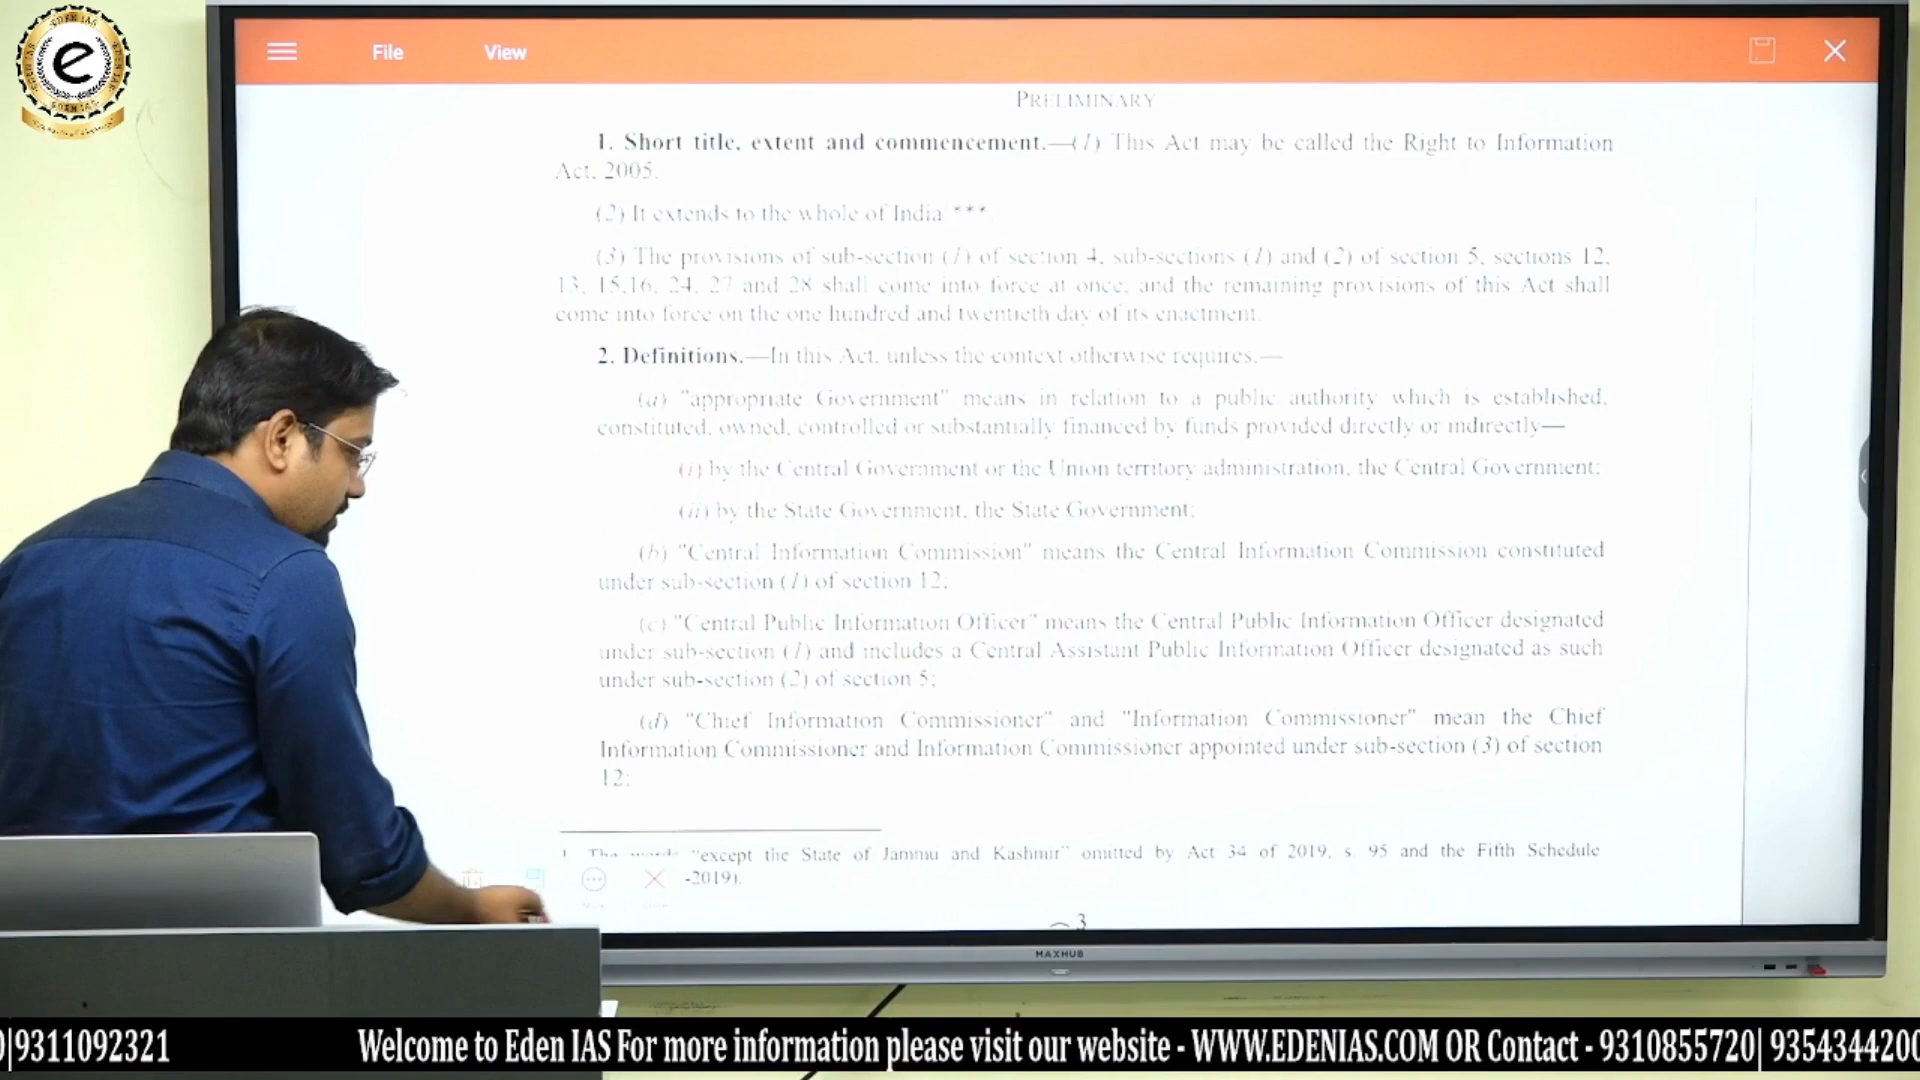 EDEN IAS
e
EDEN IAS
File View
PRELIMINARY
1. Short title, extent and commencement.—(1) This Act may be called the Right to Information
Act, 2005.
(2) It extends to the whole of India ***.
(3) The provisions of sub-section (1) of section 4, sub-sections (1) and (2) of section 5, sections 12,
13, 15,16, 24, 27 and 28 shall come into force at once, and the remaining provisions of this Act shall
come into force on the one hundred and twentieth day of its enactment.
2. Definitions.—In this Act, unless the context otherwise requires,—
(a) "appropriate Government" means in relation to a public authority which is established,
constituted, owned, controlled or substantially financed by funds provided directly or indirectly—
(i) by the Central Government or the Union territory administration, the Central Government;
(ii) by the State Government, the State Government;
(b) "Central Information Commission" means the Central Information Commission constituted
under sub-section (1) of section 12;
(c) "Central Public Information Officer" means the Central Public Information Officer designated
under sub-section (1) and includes a Central Assistant Public Information Officer designated as such
under sub-section (2) of section 5;
(d) "Chief Information Commissioner" and "Information Commissioner" mean the Chief
Information Commissioner and Information Commissioner appointed under sub-section (3) of section
12;
1. The words "except the State of Jammu and Kashmir" omitted by Act 34 of 2019, s. 95 and the Fifth Schedule
-2019).
3
MAXHUB
|9311092321 Welcome to Eden IAS For more information please visit our website - WWW.EDENIAS.COM OR Contact - 9310855720| 9354344200